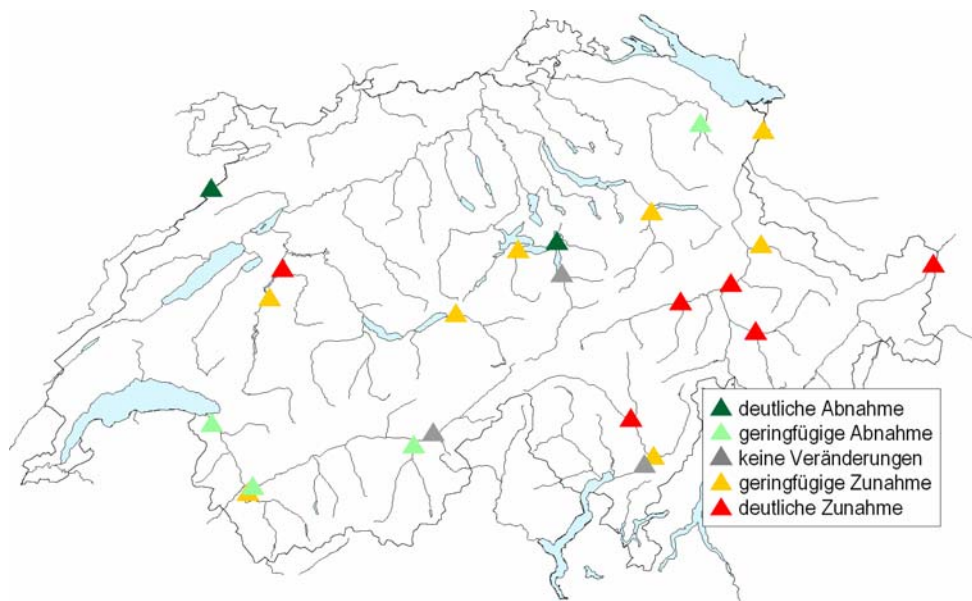 deutliche Abnahme
geringfügige Abnahme
keine Veränderungen
geringfügige Zunahme
deutliche Zunahme